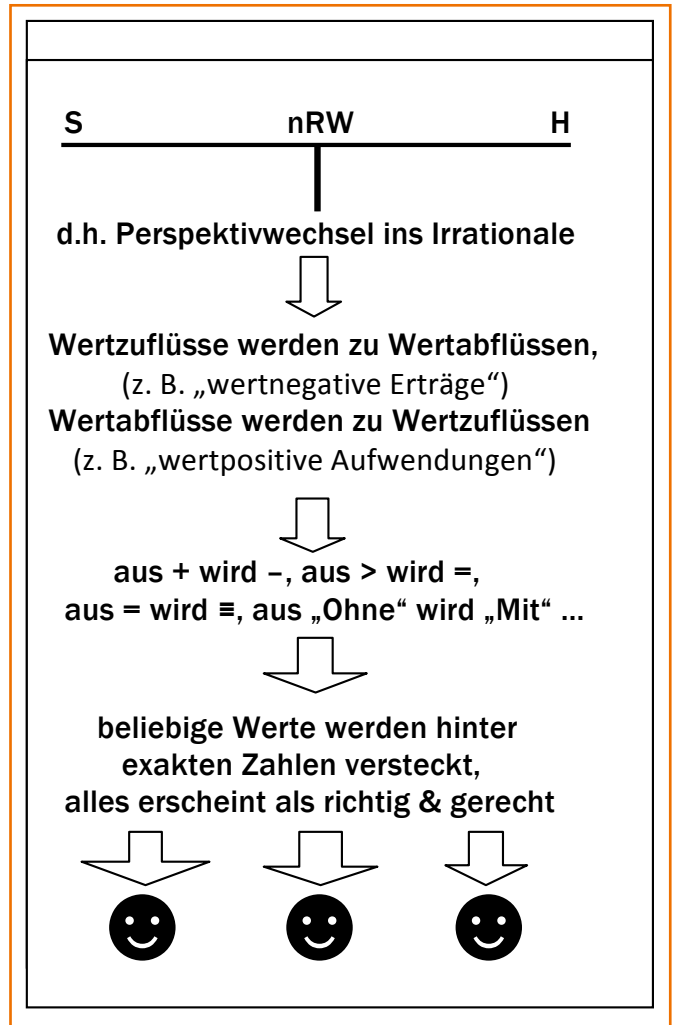 S nRW H
d.h. Perspektivwechsel ins Irrationale
Wertzuflüsse werden zu Wertabflüssen,
(z. B. „wertnegative Erträge“)
Wertabflüsse werden zu Wertzuflüssen
(z. B. „wertpositive Aufwendungen“)
aus + wird –, aus > wird =,
aus = wird ≡, aus „Ohne“ wird „Mit“ ...
beliebige Werte werden hinter
exakten Zahlen versteckt,
alles erscheint als richtig & gerecht